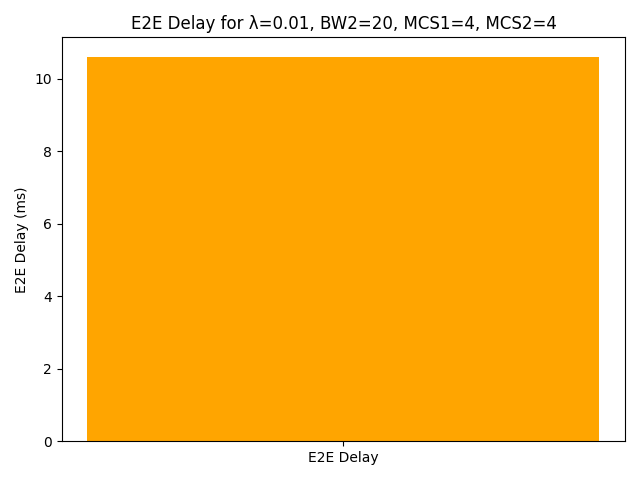 E2E Delay for λ=0.01, BW2=20, MCS1=4, MCS2=4
E2E Delay (ms)
10
8
6
4
2
0
E2E Delay